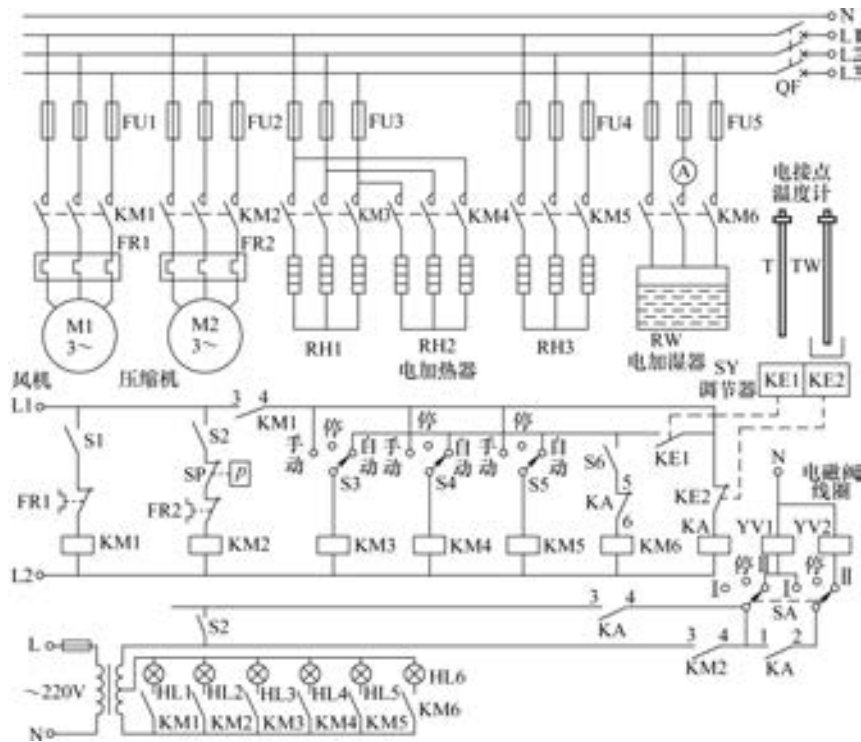 N
L1
L2
L3
QF
FU1 FU2 FU3 FU4 FU5
A
电接点
温度计
KM1 KM2 KM3 KM4 KM5 KM6
FR1 FR2
T TW
M1
3～
M2
3～
RH1 RH2 RH3 RW
电加热器
电加湿器
SY
调节器
KE1 KE2
风机
压缩机
L1
3 4
KM1
停 停 停
手动 自动 手动 自动 手动 自动
S1 S2
SP p
S3 S4 S5
S6
KE1
N
电磁阀
线圈
FR1 FR2
KA
5
6
KE2
KM1 KM2 KM3 KM4 KM5 KM6 KA YV1 YV2
L2
Ⅰ 停 Ⅱ Ⅰ 停 Ⅱ
SA
3 4
KA
S2
L
3 4
KM2
1 2
KA
～220V
HL1 HL2 HL3 HL4 HL5 HL6
KM1 KM2 KM3 KM4 KM5 KM6
N